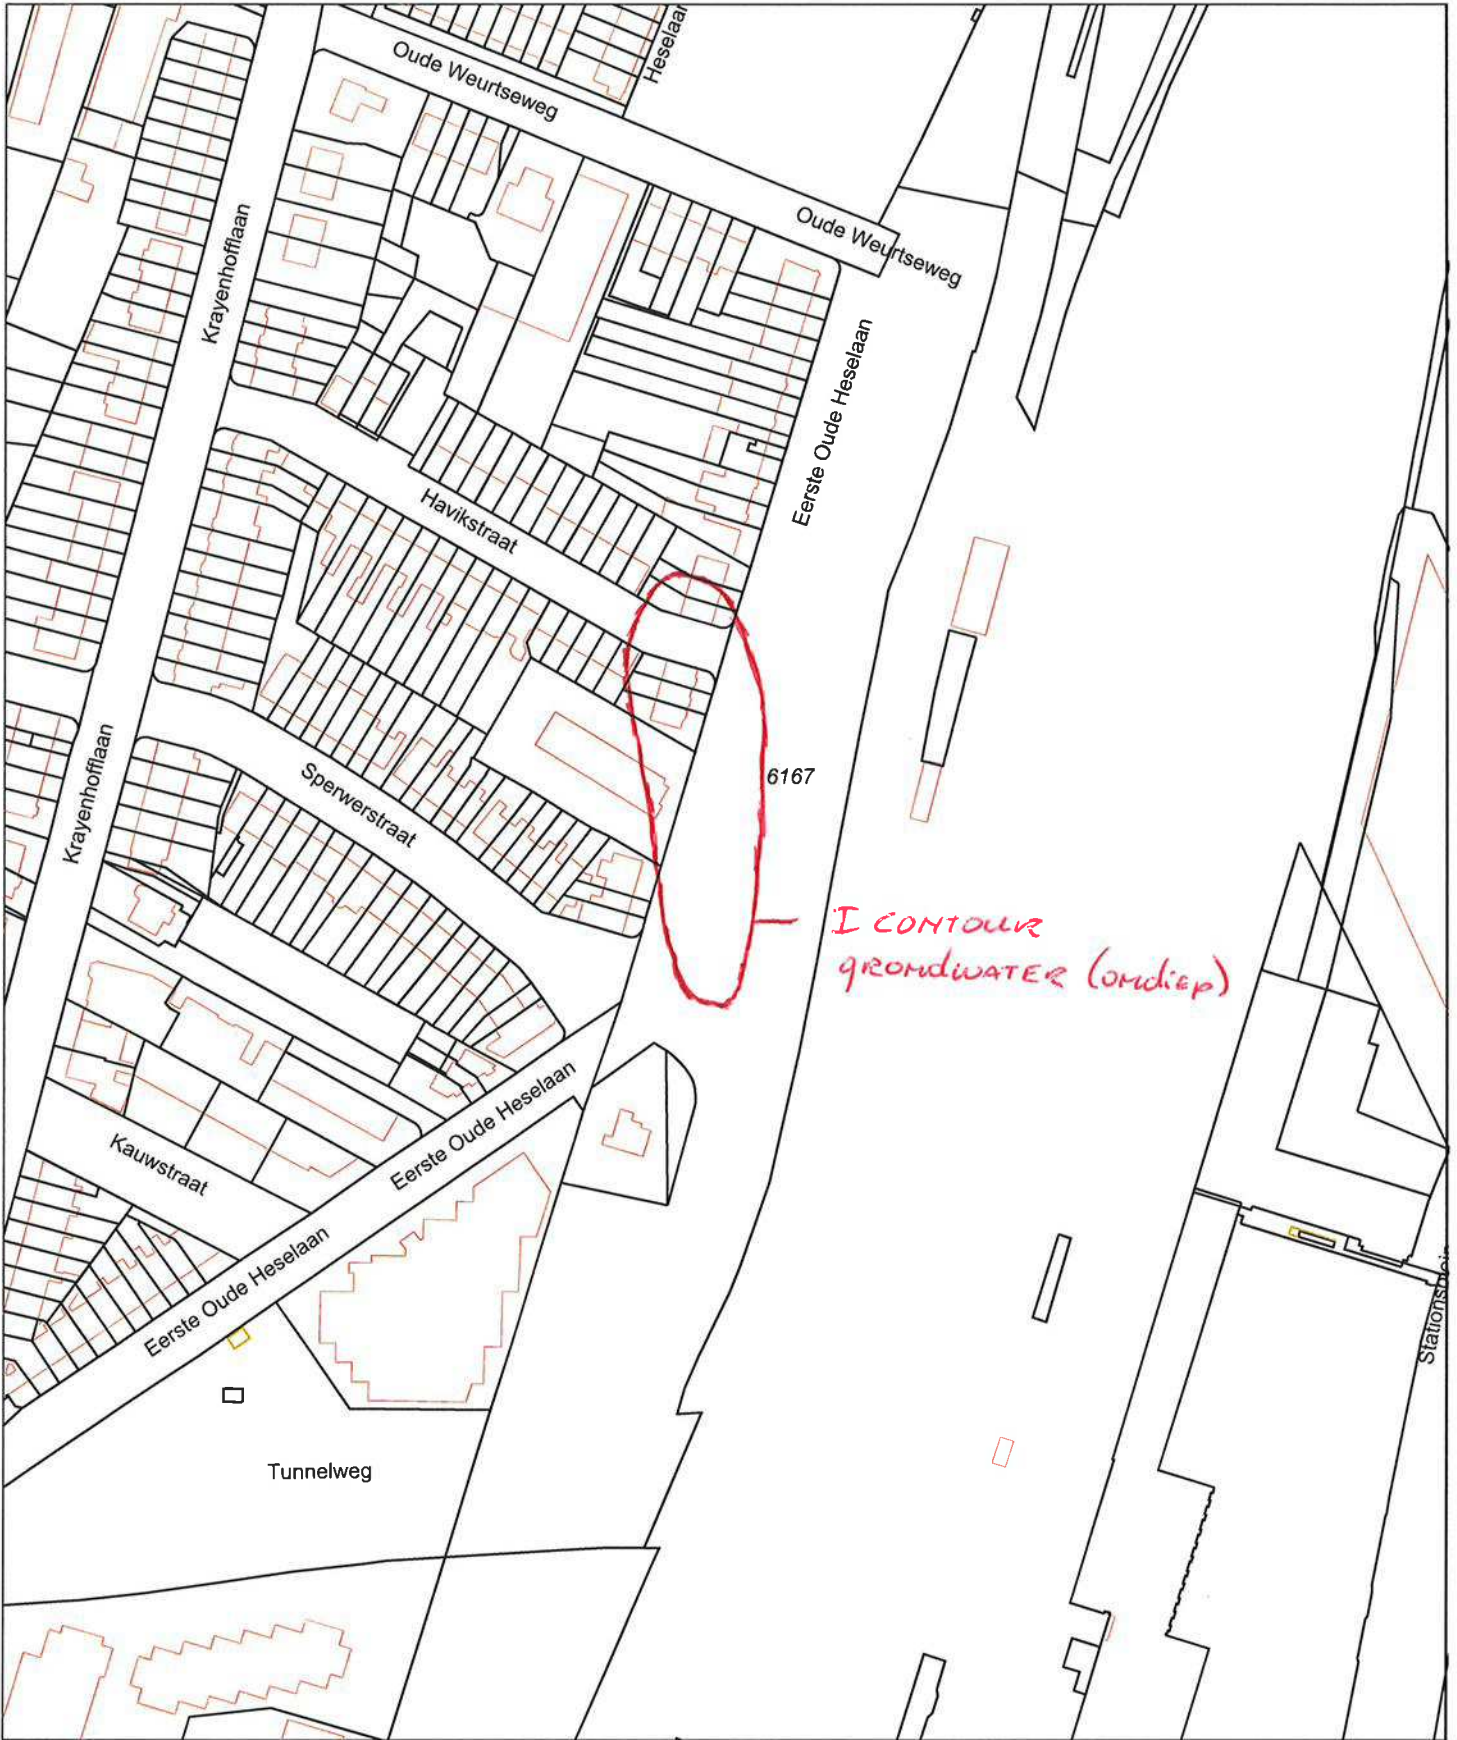 Heselaan
Oude Weurtseweg
Oude Weurtseweg
Krayenhofflaan
Eerste Oude Heselaan
Havikstraat
Krayenhofflaan
Sperwerstraat
6167
I CONTOUR
GRONDWATER (ONDIEP)
Eerste Oude Heselaan
Kauwstraat
Eerste Oude Heselaan
Stationsplein
Tunnelweg